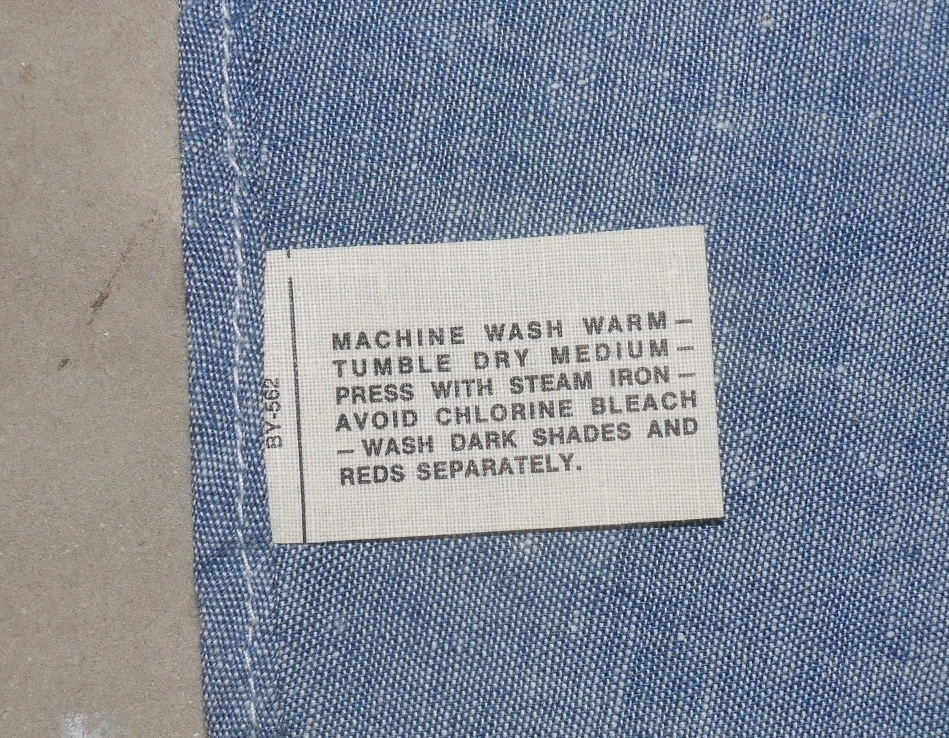 MACHINE WASH WARM —
TUMBLE DRY MEDIUM —
PRESS WITH STEAM IRON —
AVOID CHLORINE BLEACH
— WASH DARK SHADES AND
REDS SEPARATELY.
BY-562